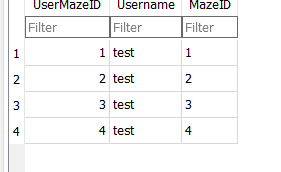 UserMazeID Username MazeID
Filter Filter Filter
1 1 test 1
2 2 test 2
3 3 test 3
4 4 test 4